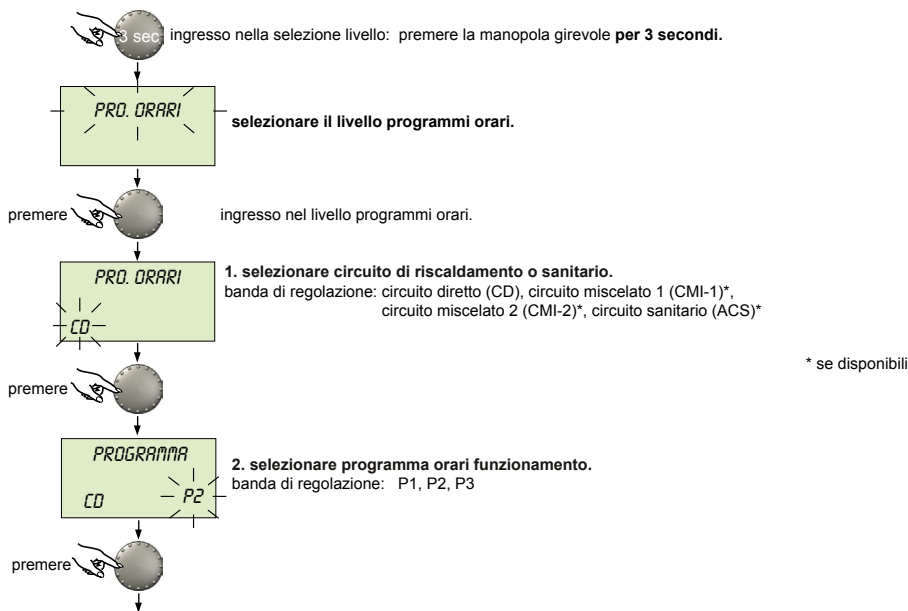 3 sec
ingresso nella selezione livello: premere la manopola girevole per 3 secondi.
PRO. ORARI
selezionare il livello programmi orari.
premere
ingresso nel livello programmi orari.
PRO. ORARI
CD
1. selezionare circuito di riscaldamento o sanitario.
banda di regolazione: circuito diretto (CD), circuito miscelato 1 (CMI-1)*,
circuito miscelato 2 (CMI-2)*, circuito sanitario (ACS)*
* se disponibili
premere
PROGRAMMA
CD P2
2. selezionare programma orari funzionamento.
banda di regolazione: P1, P2, P3
premere